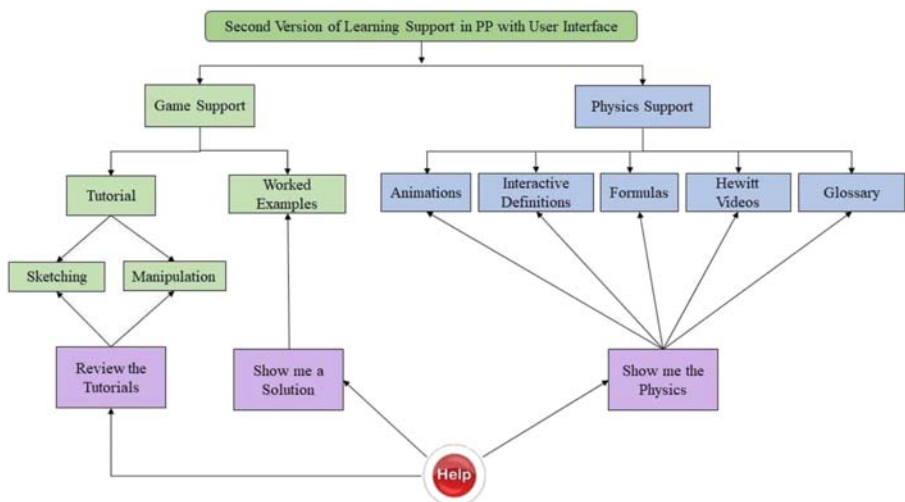 Second Version of Learning Support in PP with User Interface
Game Support
Physics Support
Tutorial
Worked
Examples
Animations
Interactive
Definitions
Formulas
Hewitt
Videos
Glossary
Sketching
Manipulation
Review the
Tutorials
Show me a
Solution
Show me the
Physics
Help